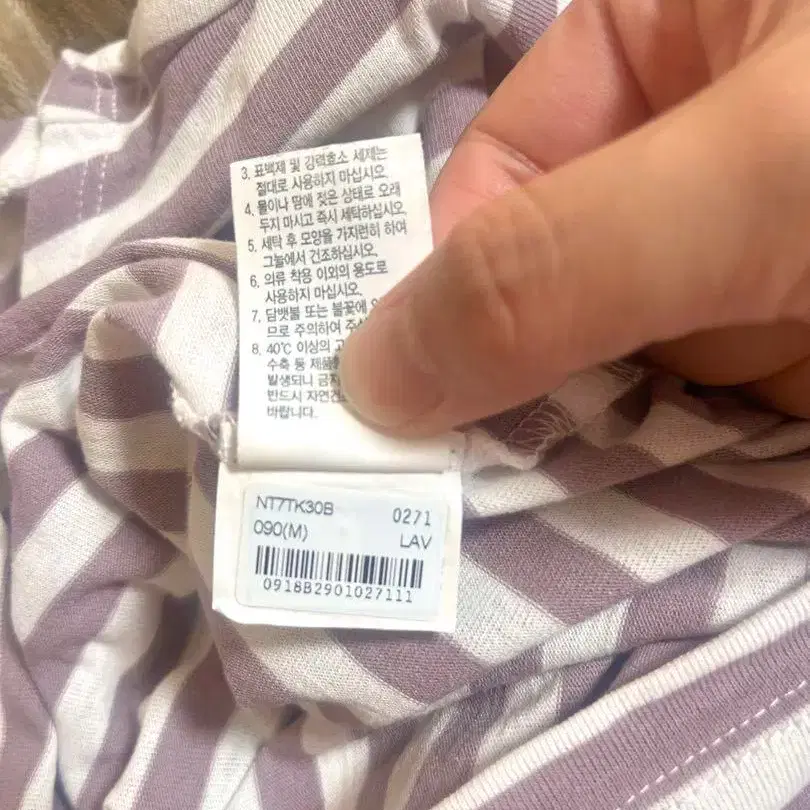 3. 표백제 및 강력효소 세제는
절대로 사용하지 마십시오.
4. 물이나 땀에 젖은 상태로 오래
두지 마시고 즉시 세탁하십시오.
5. 세탁 후 모양을 가지런히 하여
그늘에서 건조하십시오.
6. 의류 착용 이외의 용도로
사용하지 마십시오.
7. 담뱃불 또는 불꽃에
므로 주의하여
8. 40℃ 이상의
수축 등
발생되니
반드시
바랍니다.
NT7TK30B 0271
090(M) LAV
0918B2901027111